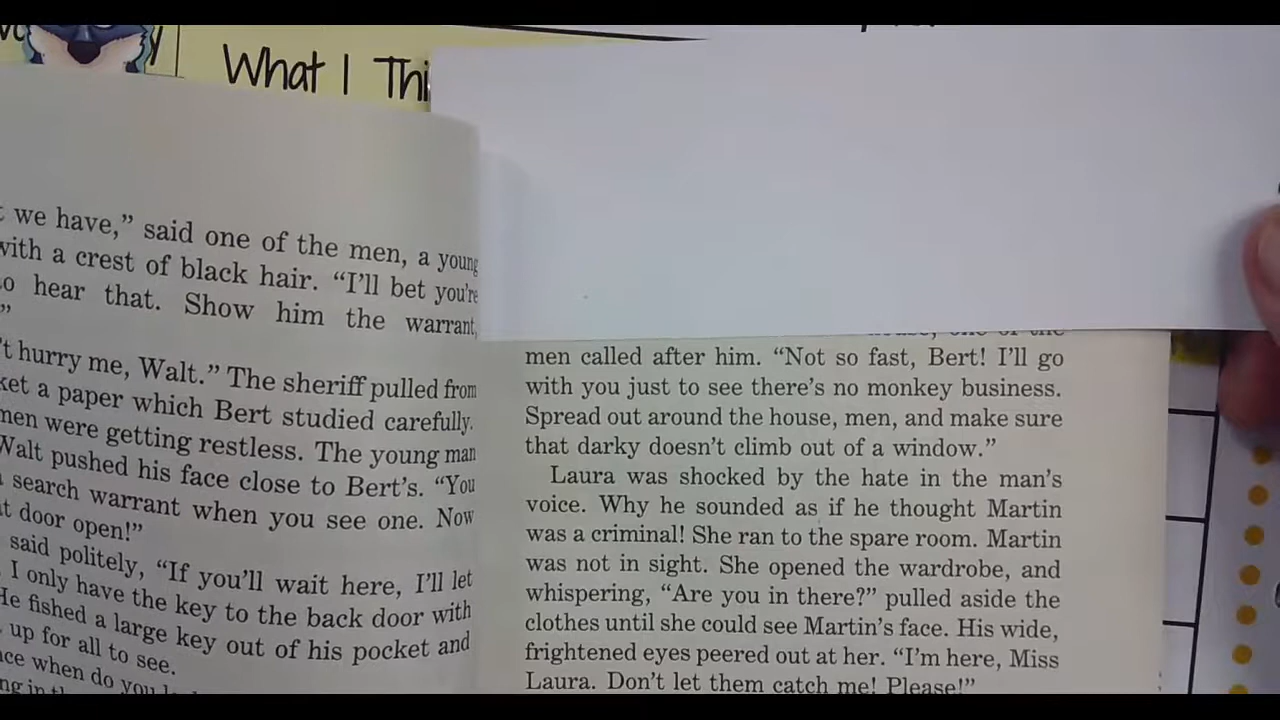 What I Thi
we have,” said one of the men, a young
with a crest of black hair. “I’ll bet you’re
to hear that. Show him the warrant,
”
’t hurry me, Walt.” The sheriff pulled from
ket a paper which Bert studied carefully.
men were getting restless. The young man
Walt pushed his face close to Bert’s. “You
search warrant when you see one. Now
t door open!”
said politely, “If you’ll wait here, I’ll let
I only have the key to the back door with
He fished a large key out of his pocket and
up for all to see.
nce when do you
men called after him. “Not so fast, Bert! I’ll go
with you just to see there’s no monkey business.
Spread out around the house, men, and make sure
that darky doesn’t climb out of a window.”
Laura was shocked by the hate in the man’s
voice. Why he sounded as if he thought Martin
was a criminal! She ran to the spare room. Martin
was not in sight. She opened the wardrobe, and
whispering, “Are you in there?” pulled aside the
clothes until she could see Martin’s face. His wide,
frightened eyes peered out at her. “I’m here, Miss
Laura. Don’t let them catch me! Please!”